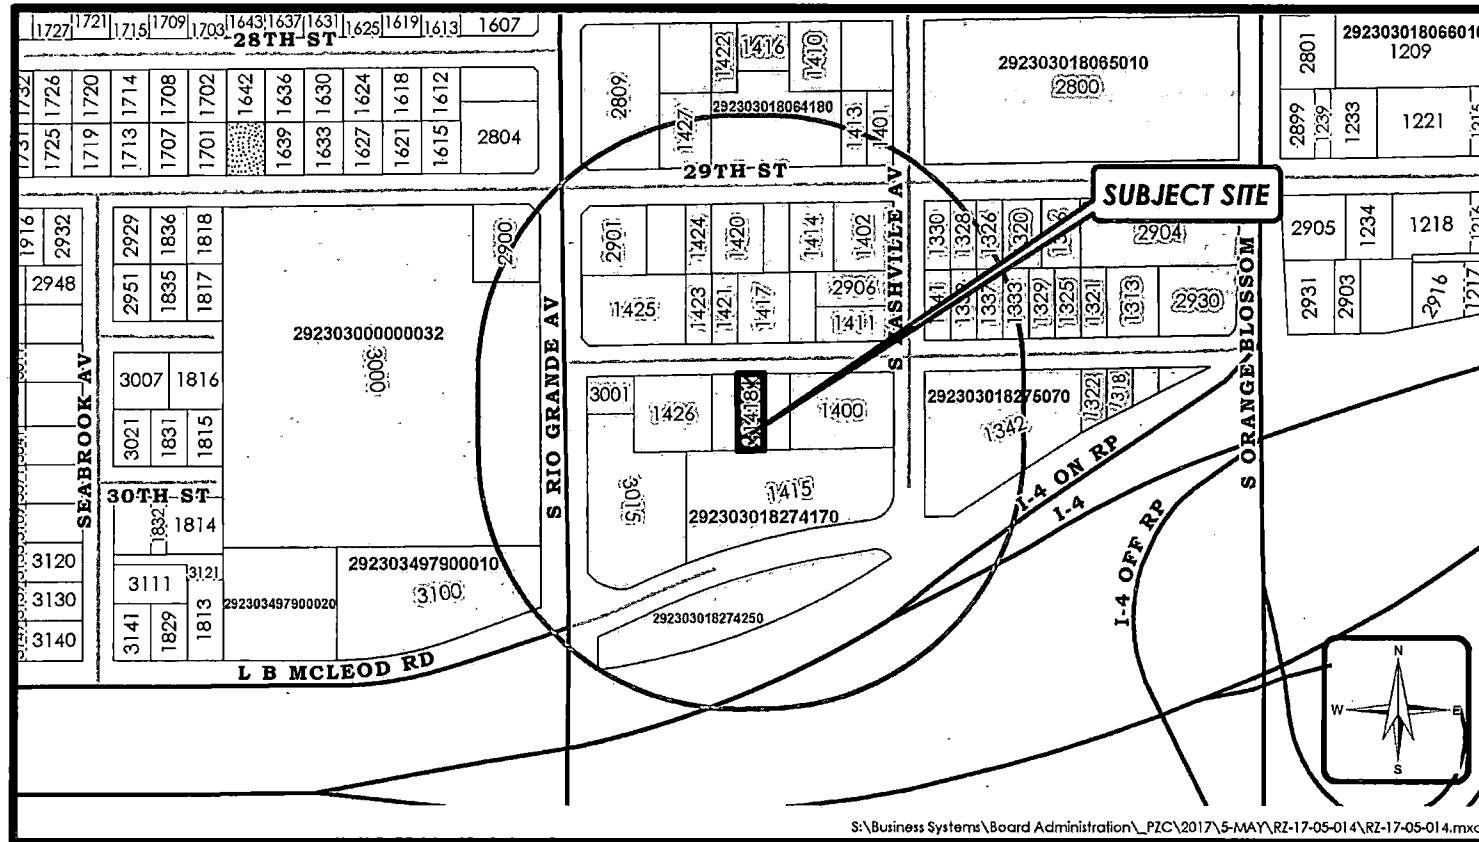 1727 1721 1715 1709 1703 1643 1637 1631 1625 1619 1613 1607
28TH ST
1732 1726 1720 1714 1708 1702 1642 1636 1630 1624 1618 1612
1731 1725 1719 1713 1707 1701 1639 1633 1627 1621 1615 2804
2809 1422 1416 1410
1427 292303018064180 1413 1401
292303018065010
2800
2801 292303018066010
1209
2899 1239 1233 1221
29TH ST
S NASHVILLE AV
SUBJECT SITE
1916 2932 2929 1836 1818
2948 2951 1835 1817
2900
2901 1424 1420 1414 1402
1425 1423 1421 1417 2906
1411
1330 1328 1326 1320 2904
1337 1333 1329 1325 1321 1313 2930
2905 1234 1218
2931 2903 2916 1217
292303000000032
3000
S RIO GRANDE AV
S ORANGE BLOSSOM
SEABROOK AV
3007 1816
3021 1831 1815
3001 1426 1418 1400
292303018275070
1342 1322 1318
30TH ST
1832 1814
3015 1415
292303018274170
I-4 ON RP
I-4
I-4 OFF RP
3120 3111 3121
3130
3140 3141 1829 1813
292303497900020
292303497900010
3100
292303018274250
L B MCLEOD RD
N
W E
S
S:\Business Systems\Board Administration\_PZC\2017\5-MAY\RZ-17-05-014\RZ-17-05-014.mxd